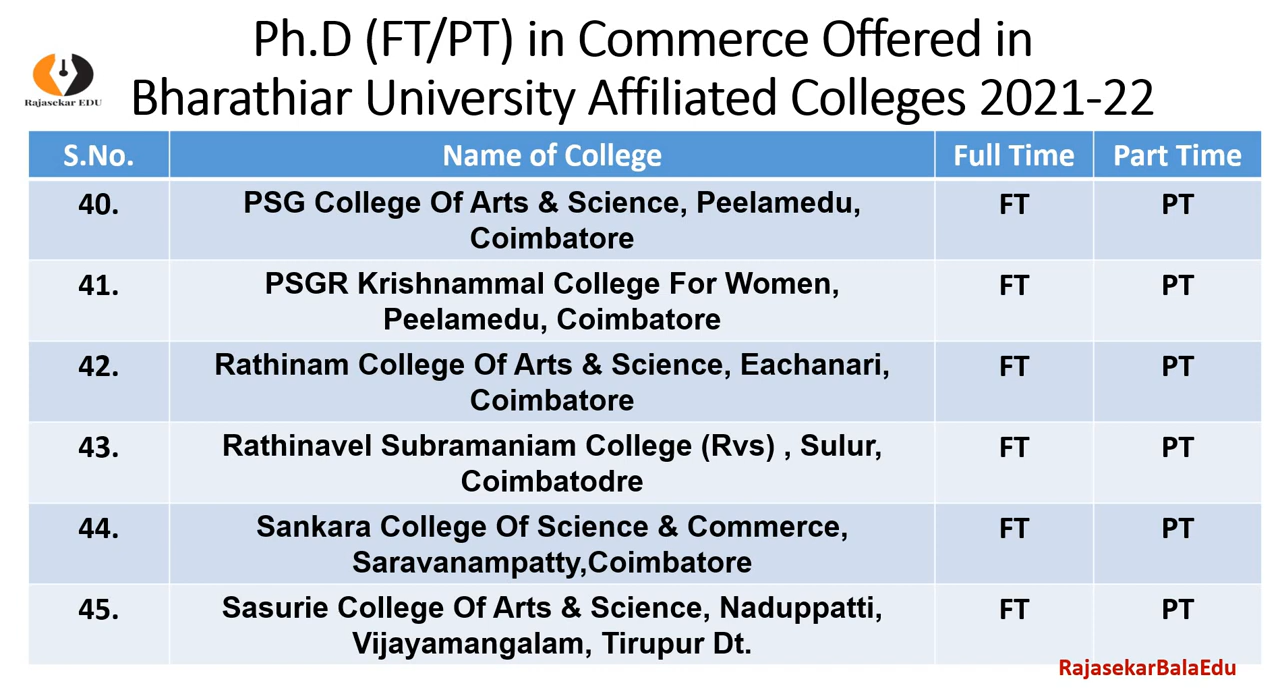 Ph.D (FT/PT) in Commerce Offered in
Bharathiar University Affiliated Colleges 2021-22
Rajasekar EDU
S.No. Name of College Full Time Part Time
40. PSG College Of Arts & Science, Peelamedu, FT PT
Coimbatore
41. PSGR Krishnammal College For Women, FT PT
Peelamedu, Coimbatore
42. Rathinam College Of Arts & Science, Eachanari, FT PT
Coimbatore
43. Rathinavel Subramaniam College (Rvs) , Sulur, FT PT
Coimbatodre
44. Sankara College Of Science & Commerce, FT PT
Saravanampatty,Coimbatore
45. Sasurie College Of Arts & Science, Naduppatti, FT PT
Vijayamangalam, Tirupur Dt.
RajasekarBalaEdu